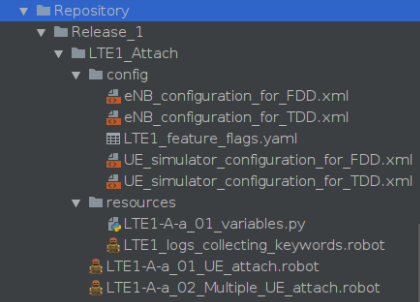 Repository
Release_1
LTE1_Attach
config
eNB_configuration_for_FDD.xml
eNB_configuration_for_TDD.xml
LTE1_feature_flags.yaml
UE_simulator_configuration_for_FDD.xml
UE_simulator_configuration_for_TDD.xml
resources
LTE1-A-a_01_variables.py
LTE1_logs_collecting_keywords.robot
LTE1-A-a_01_UE_attach.robot
LTE1-A-a_02_Multiple_UE_attach.robot